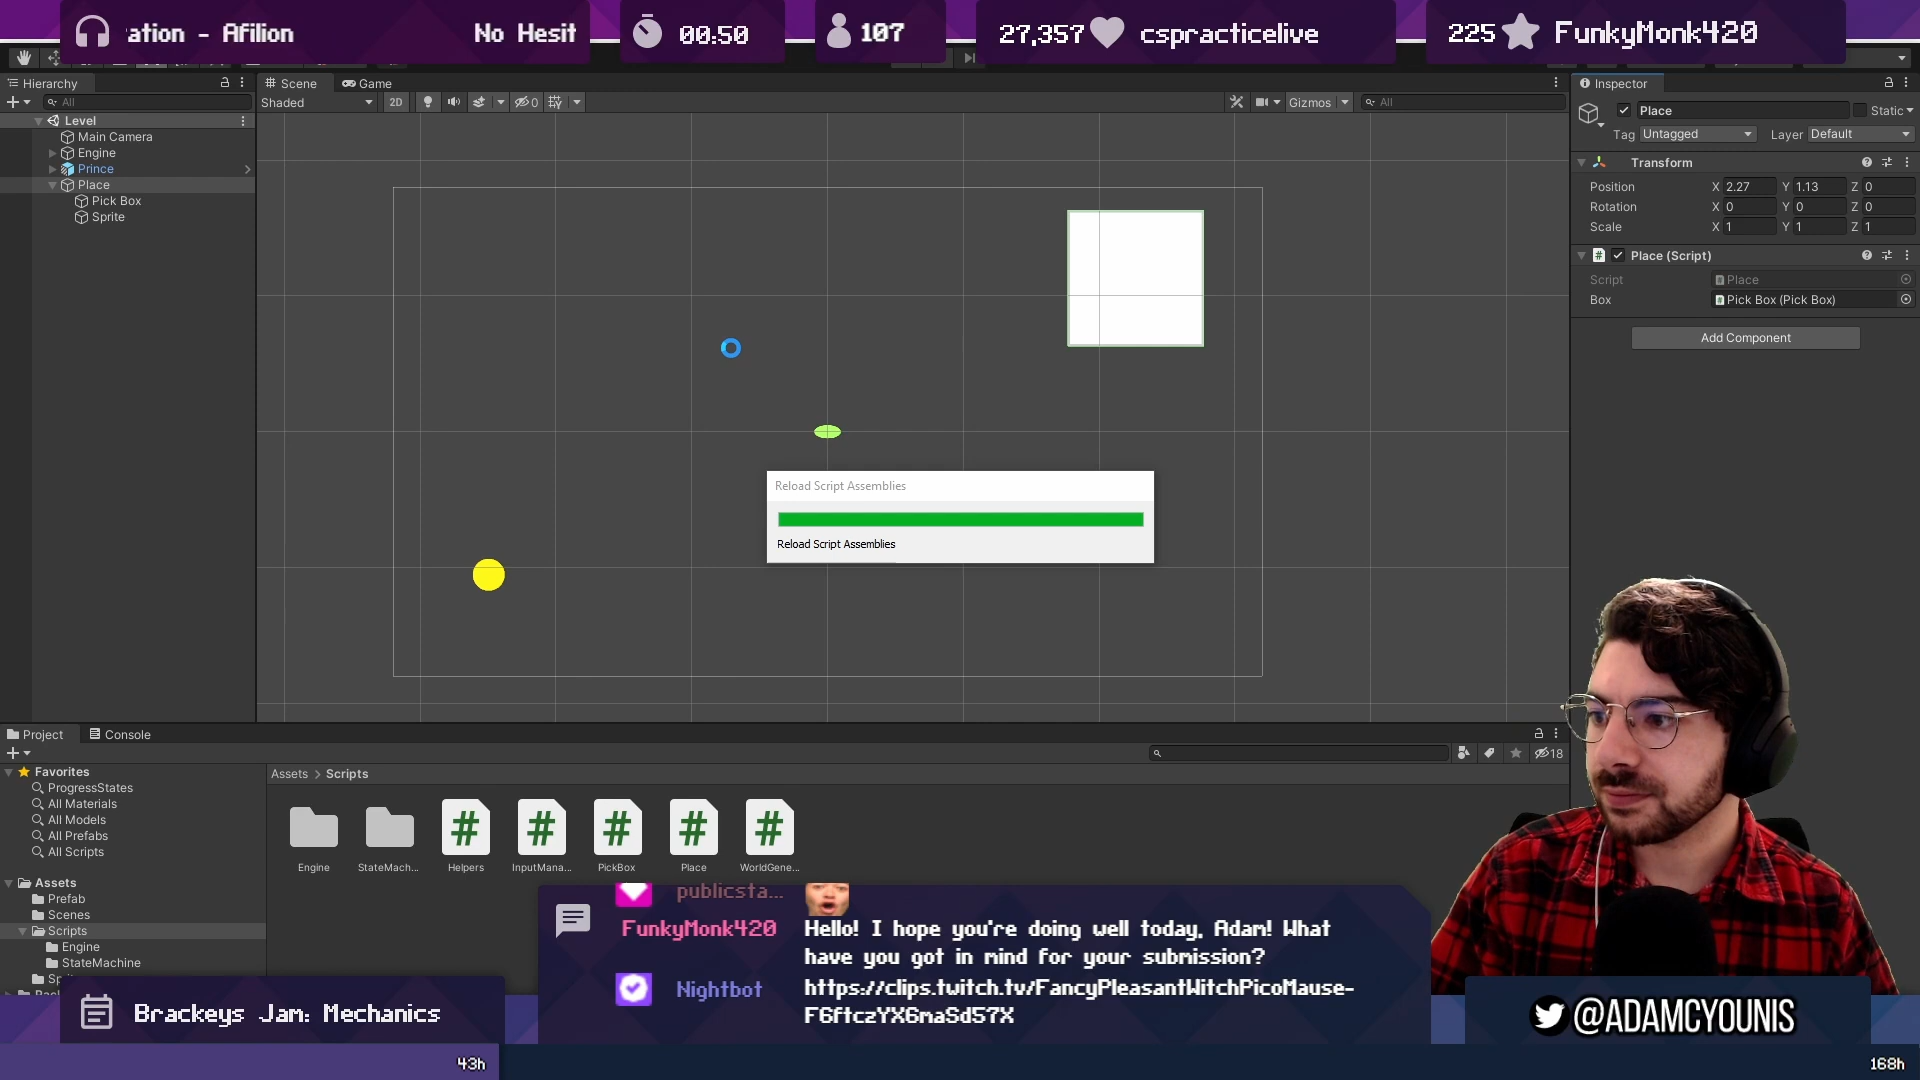 ation - Afilion
No Hesit
00:50
107
27,357
cspracticelive
225
FunkyMonk420
Hierarchy
All
Level
Main Camera
Engine
Prince
Place
Pick Box
Sprite
Scene
Game
Shaded
2D
0
Gizmos
All
Inspector
Place
Static
Tag Untagged
Layer Default
Transform
Position X 2.27 Y 1.13 Z 0
Rotation X 0 Y 0 Z 0
Scale X 1 Y 1 Z 1
Place (Script)
Script Place
Box Pick Box (Pick Box)
Add Component
Reload Script Assemblies
Reload Script Assemblies
Project
Console
18
Favorites
ProgressStates
All Materials
All Models
All Prefabs
All Scripts
Assets
Prefab
Scenes
Scripts
Engine
StateMachine
Assets > Scripts
Engine
StateMach...
Helpers
InputMana...
PickBox
Place
WorldGene...
publicsta...
FunkyMonk420 Hello! I hope you're doing well today, Adam! What
have you got in mind for your submission?
Nightbot https://clips.twitch.tv/FancyPleasantWitchPicoMause-
F6ftczYX6maSd57X
Brackeys Jam: Mechanics
43h
@ADAMCYOUNIS
168h